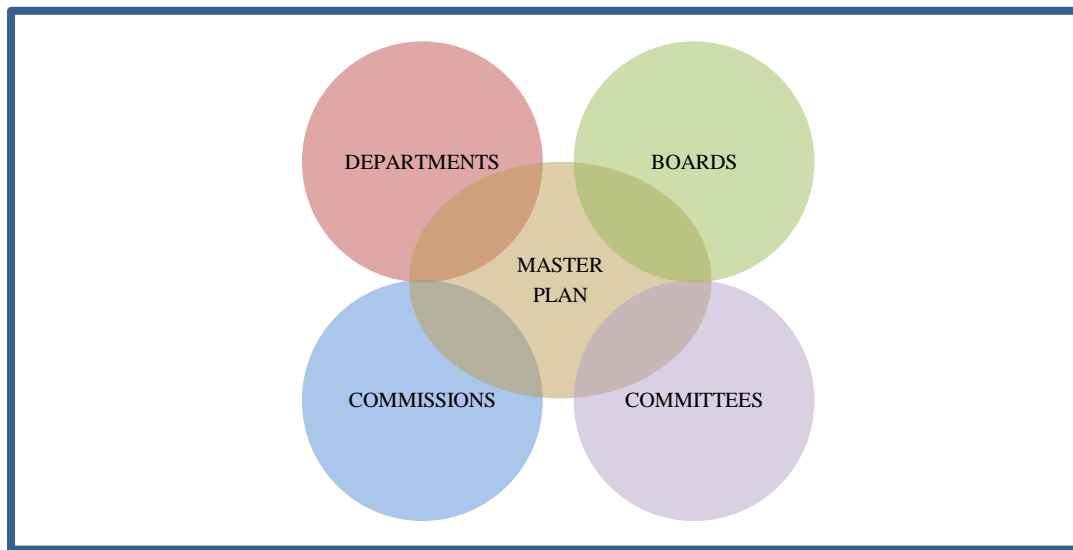 DEPARTMENTS
BOARDS
MASTER
PLAN
COMMISSIONS
COMMITTEES